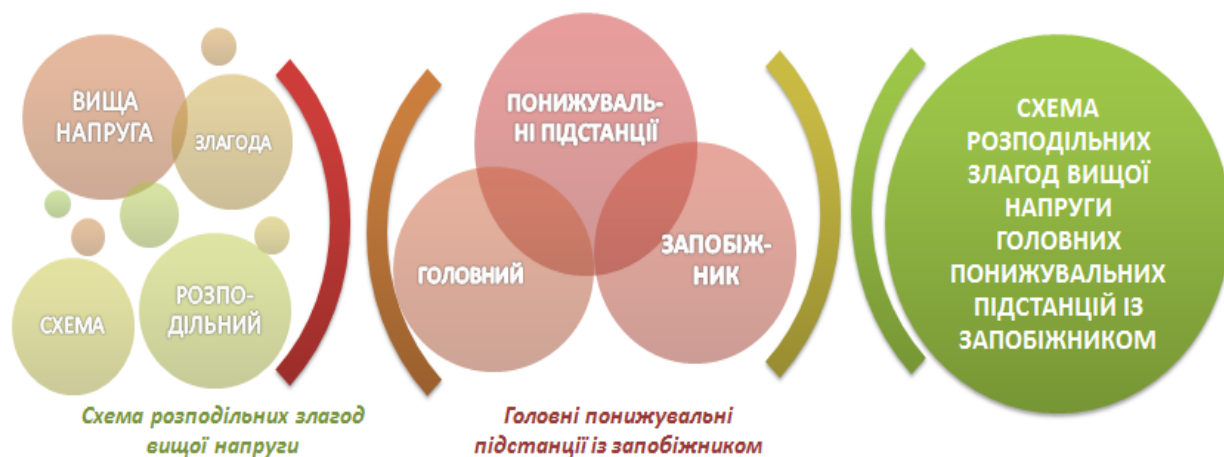 ВИЩА
НАПРУГА
ЗЛАГОДА
СХЕМА
РОЗПО-
ДІЛЬНИЙ
Схема розподільних злагод
вищої напруги
ПОНИЖУВАЛЬ-
НІ ПІДСТАНЦІЇ
ГОЛОВНИЙ
ЗАПОБІЖ-
НИК
Головні понижувальні
підстанції із запобіжником
СХЕМА
РОЗПОДІЛЬНИХ
ЗЛАГОД ВИЩОЇ
НАПРУГИ
ГОЛОВНИХ
ПОНИЖУВАЛЬНИХ
ПІДСТАНЦІЙ ІЗ
ЗАПОБІЖНИКОМ